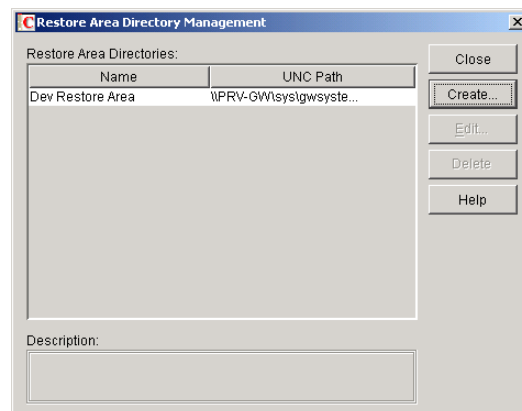 Restore Area Directory Management
Restore Area Directories:
Name UNC Path
Dev Restore Area \\PRV-GW\sys\gwsyste...
Close
Create...
Edit...
Delete
Help
Description: